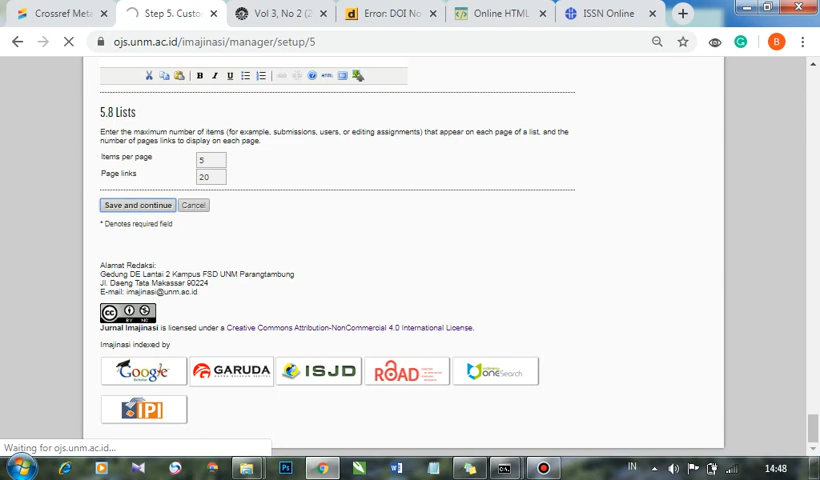 Crossref Meta
Step 5. Custo
Vol 3, No 2 (2
Error: DOI No
Online HTML
ISSN Online
ojs.unm.ac.id/imajinasi/manager/setup/5
B
B I U
HTML
5.8 Lists
Enter the maximum number of items (for example, submissions, users, or editing assignments) that appear on each page of a list, and the
number of pages links to display on each page.
Items per page 5
Page links 20
Save and continue Cancel
* Denotes required field
Alamat Redaksi:
Gedung DE Lantai 2 Kampus FSD UNM Parangtambung
Jl. Daeng Tata Makassar 90224
E-mail: imajinasi@unm.ac.id
CC BY NC
Jurnal Imajinasi is licensed under a Creative Commons Attribution-NonCommercial 4.0 International License.
Imajinasi indexed by
Google GARUDA ISJD ROAD OneSearch
IPI
Waiting for ojs.unm.ac.id...
IN 14:48